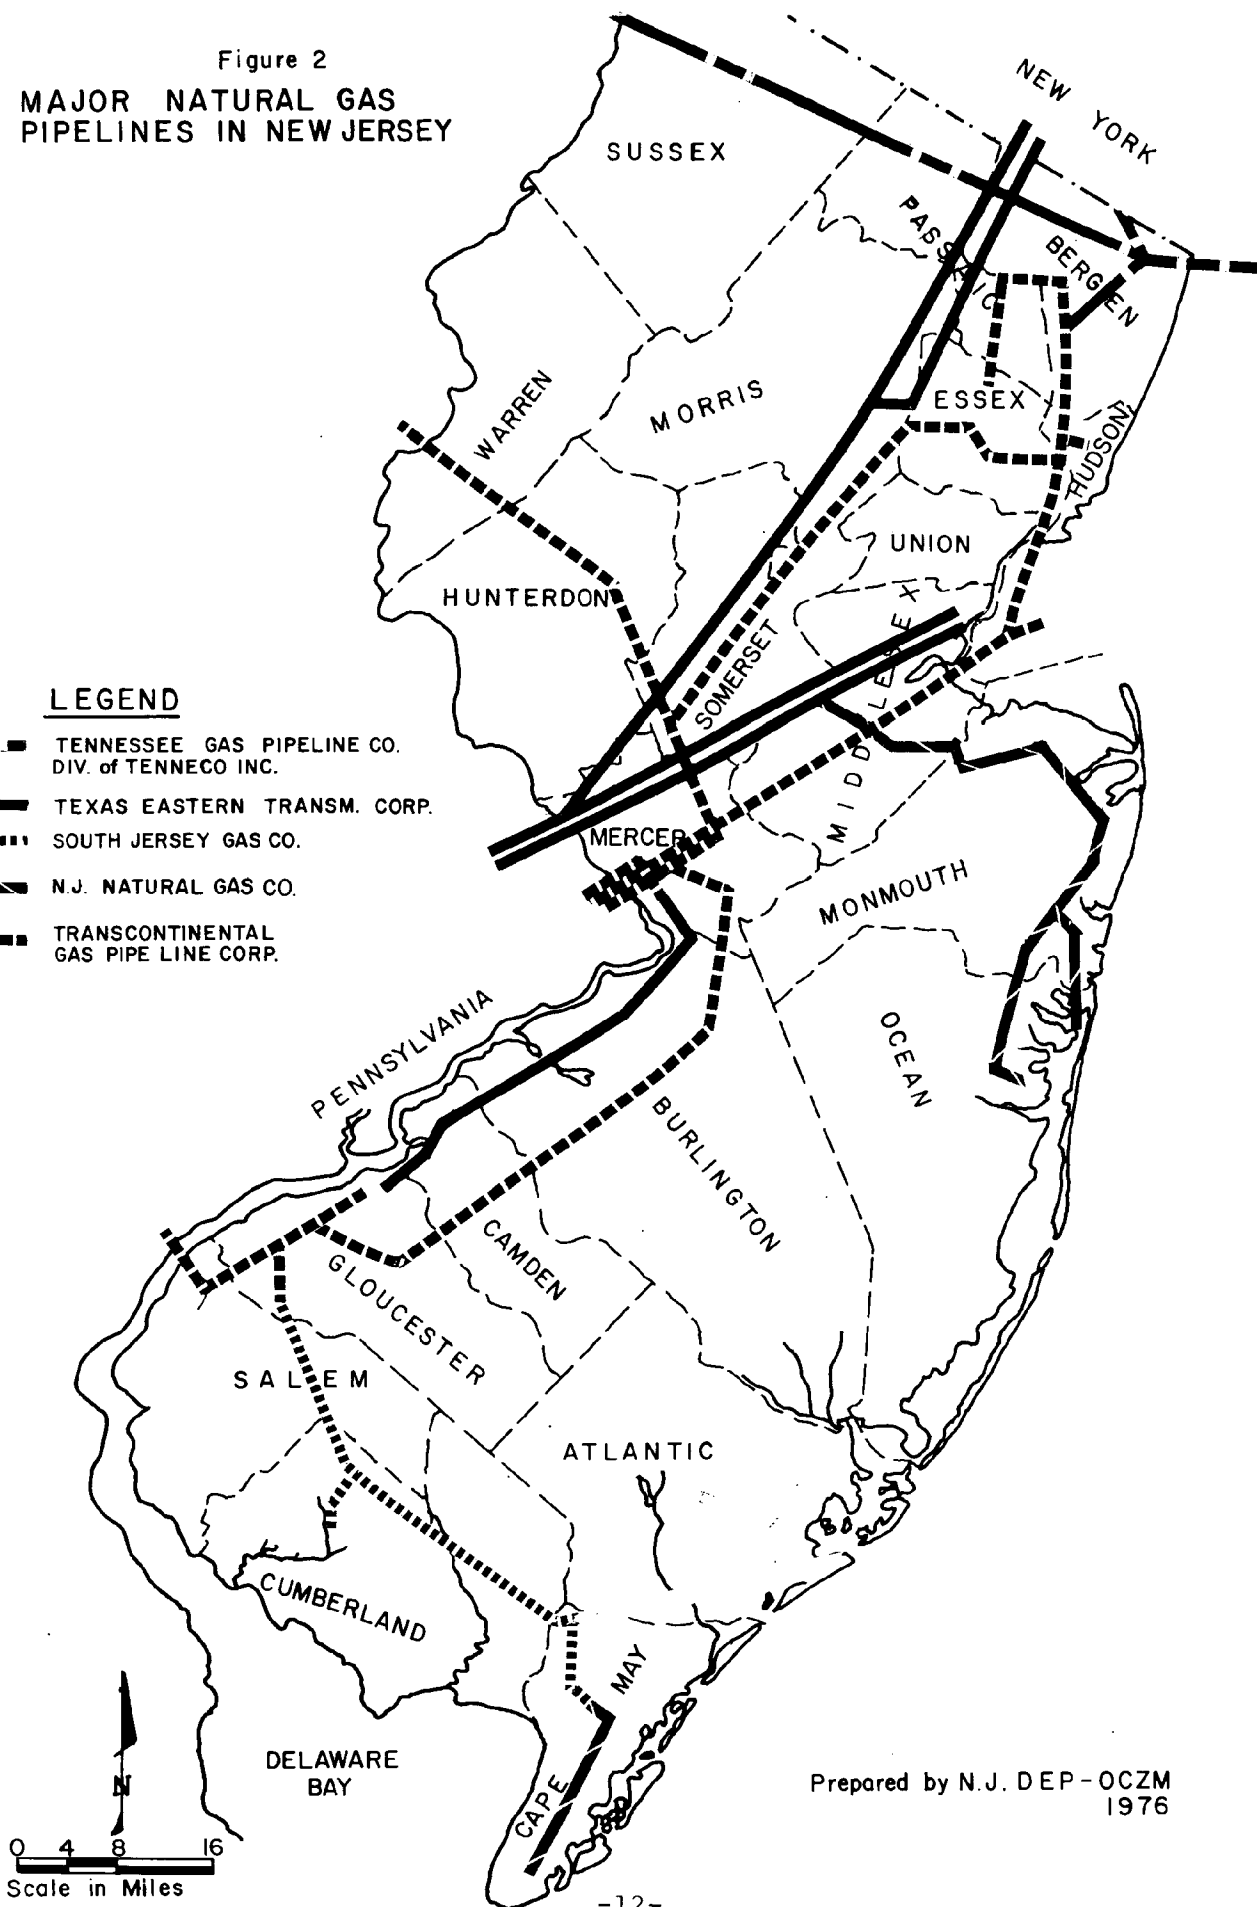 Figure 2
MAJOR NATURAL GAS
PIPELINES IN NEW JERSEY
NEW YORK
SUSSEX
PASSAIC
BERGEN
WARREN
MORRIS
ESSEX
HUDSON
UNION
HUNTERDON
SOMERSET
MIDDLESEX
LEGEND
TENNESSEE GAS PIPELINE CO.
DIV. of TENNECO INC.
TEXAS EASTERN TRANSM. CORP.
SOUTH JERSEY GAS CO.
N.J. NATURAL GAS CO.
TRANSCONTINENTAL
GAS PIPE LINE CORP.
MERCER
MONMOUTH
PENNSYLVANIA
OCEAN
BURLINGTON
CAMDEN
GLOUCESTER
SALEM
ATLANTIC
CUMBERLAND
CAPE MAY
DELAWARE
BAY
N
Prepared by N.J. DEP-OCZM
1976
0 4 8 16
Scale in Miles
-12-